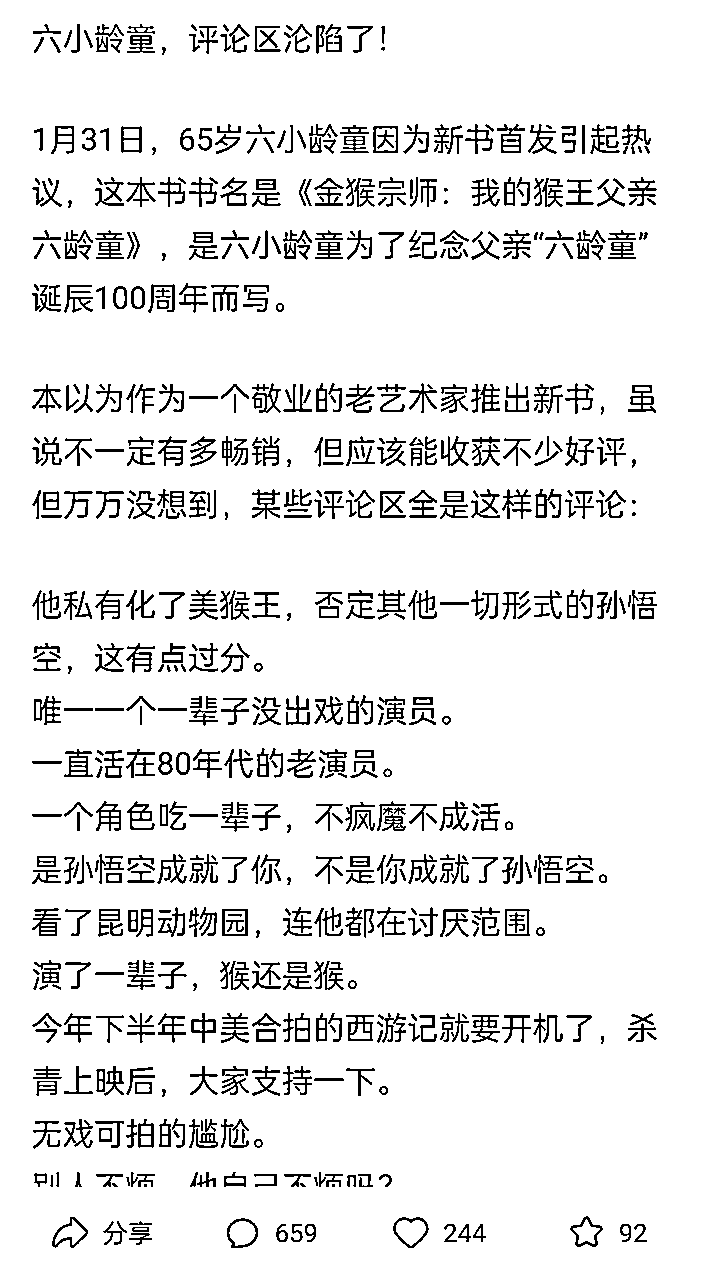 六小龄童，评论区沦陷了！
1月31日，65岁六小龄童因为新书首发引起热
议，这本书书名是《金猴宗师：我的猴王父亲
六龄童》，是六小龄童为了纪念父亲“六龄童”
诞辰100周年而写。
本以为作为一个敬业的老艺术家推出新书，虽
说不一定有多畅销，但应该能收获不少好评，
但万万没想到，某些评论区全是这样的评论：
他私有化了美猴王，否定其他一切形式的孙悟
空，这有点过分。
唯一一个一辈子没出戏的演员。
一直活在80年代的老演员。
一个角色吃一辈子，不疯魔不成活。
是孙悟空成就了你，不是你成就了孙悟空。
看了昆明动物园，连他都在讨厌范围。
演了一辈子，猴还是猴。
今年下半年中美合拍的西游记就要开机了，杀
青上映后，大家支持一下。
无戏可拍的尴尬。
别人不烦，他自己不烦吗？
分享 659 244 92